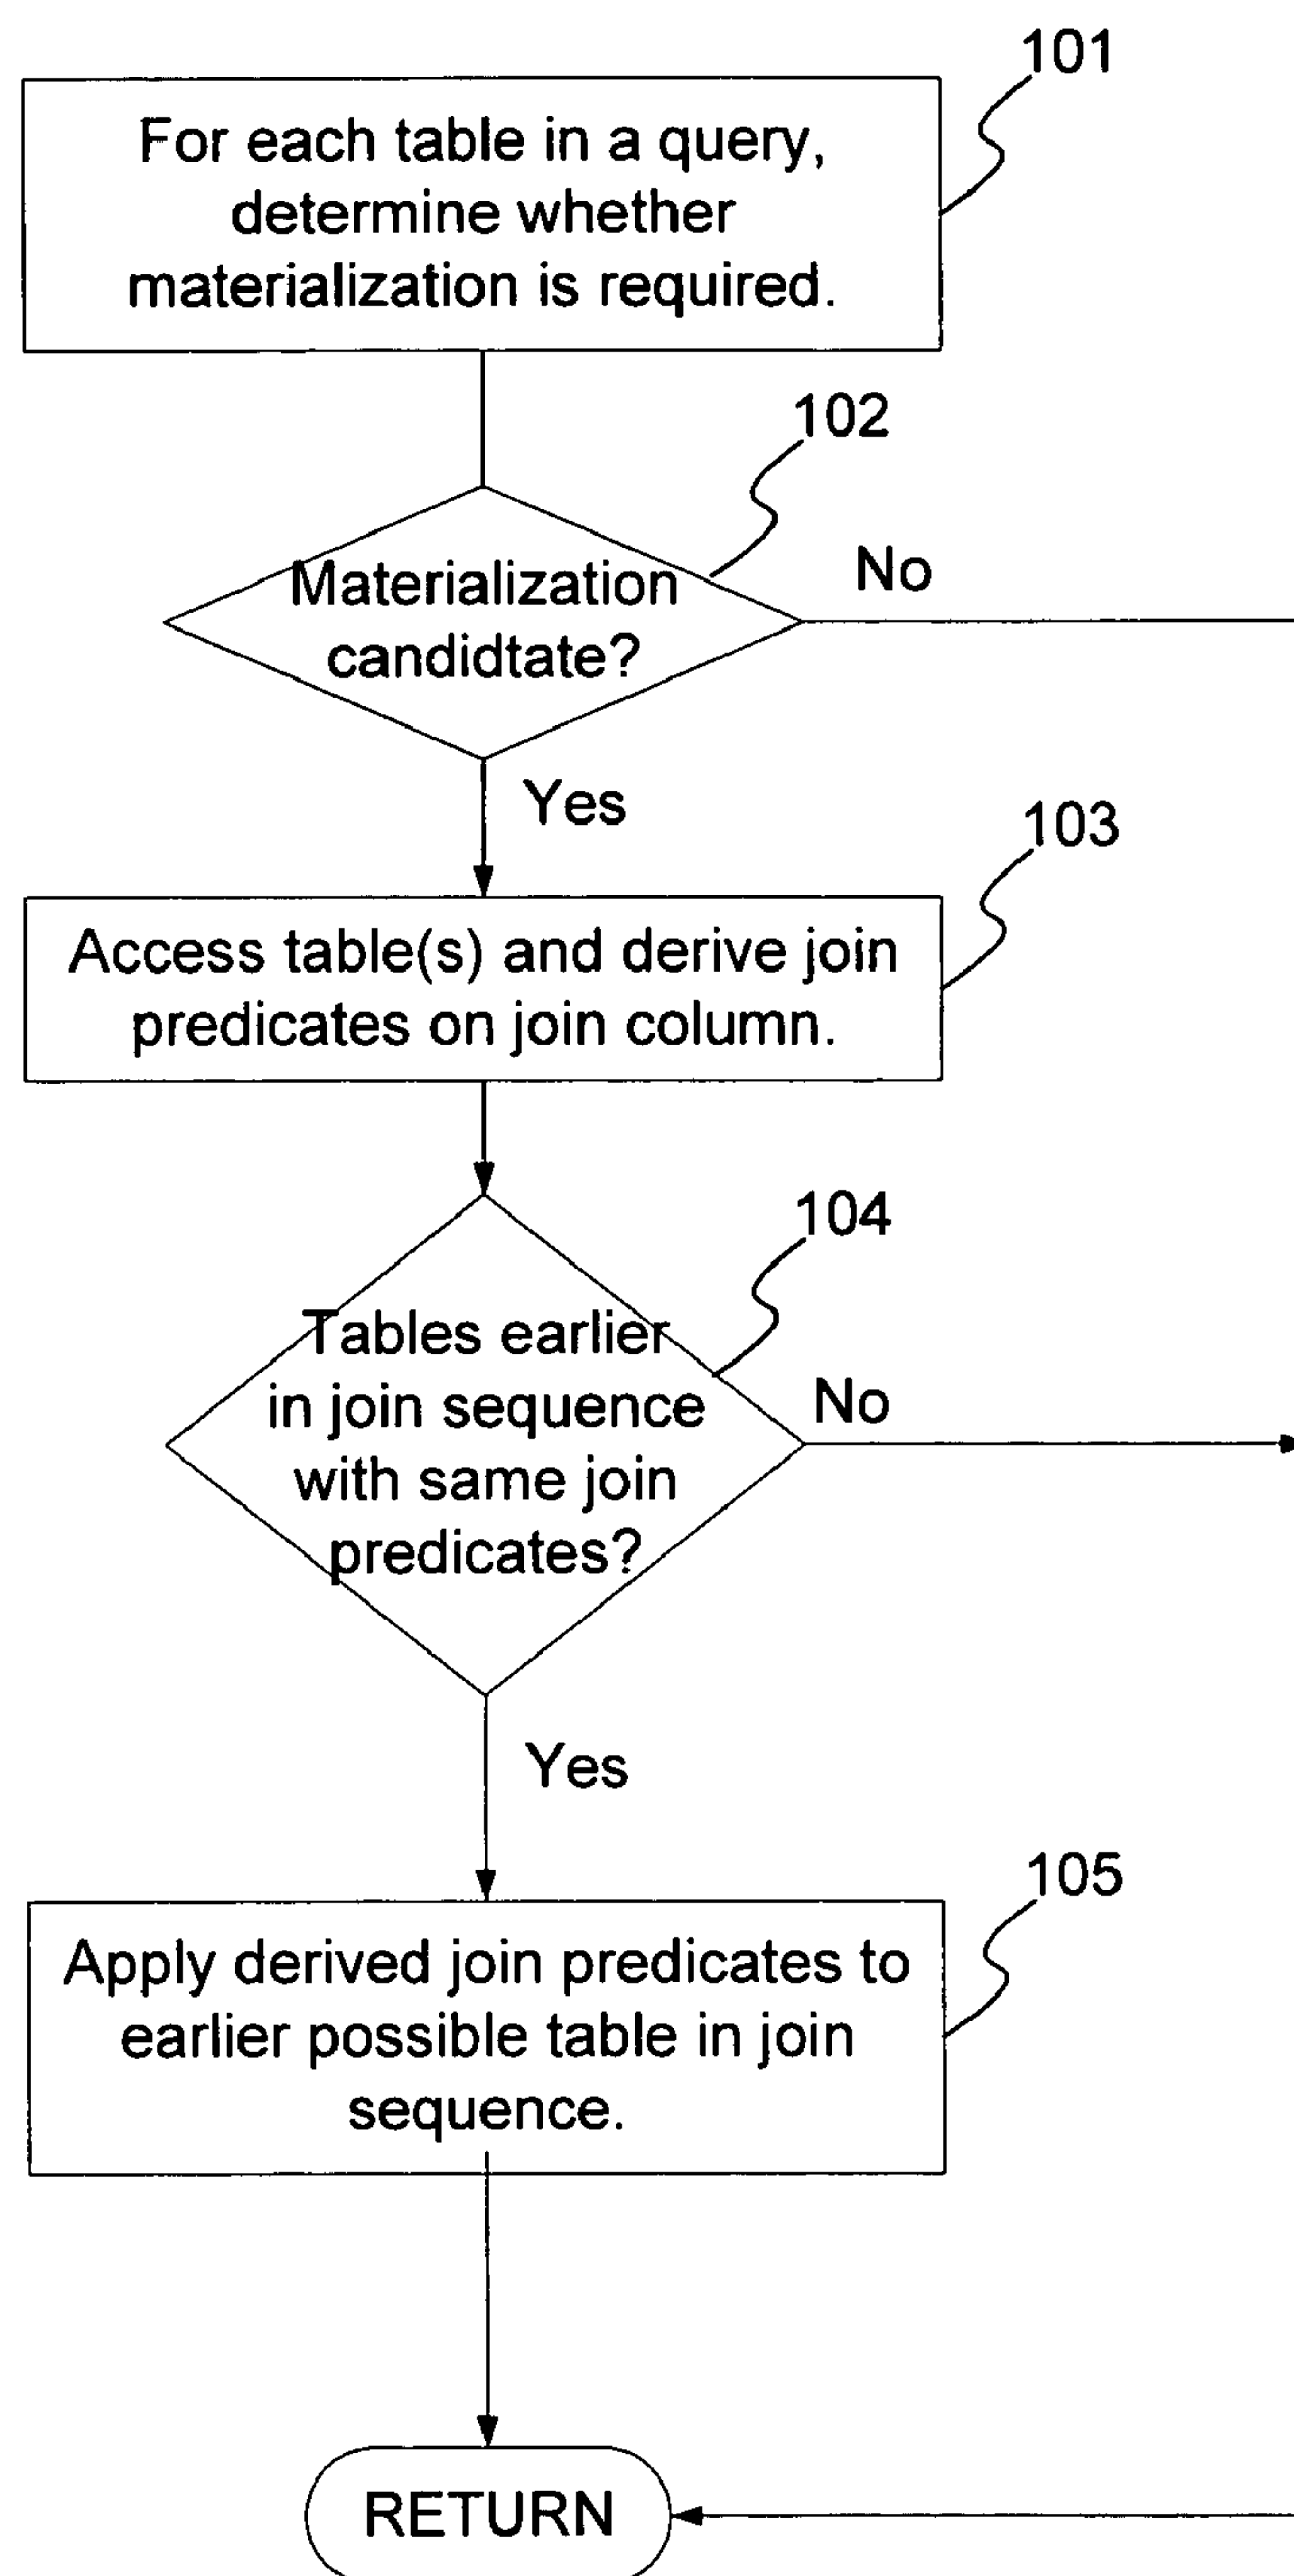 101
For each table in a query,
determine whether
materialization is required.
102
Materialization
candidtate?
No
Yes
103
Access table(s) and derive join
predicates on join column.
104
Tables earlier
in join sequence
with same join
predicates?
No
Yes
105
Apply derived join predicates to
earlier possible table in join
sequence.
RETURN